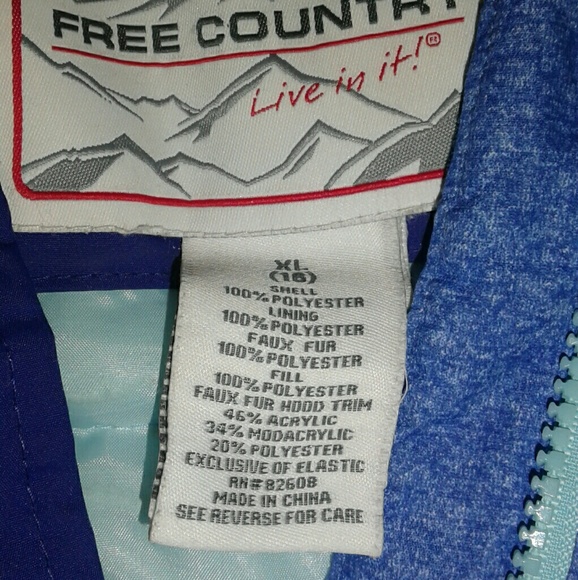 FREE COUNTRY
Live in it!®
XL
(16)
SHELL
100% POLYESTER
LINING
100% POLYESTER
FAUX FUR
100% POLYESTER
FILL
100% POLYESTER
FAUX FUR HOOD TRIM
46% ACRYLIC
34% MODACRYLIC
20% POLYESTER
EXCLUSIVE OF ELASTIC
RN#82608
MADE IN CHINA
SEE REVERSE FOR CARE